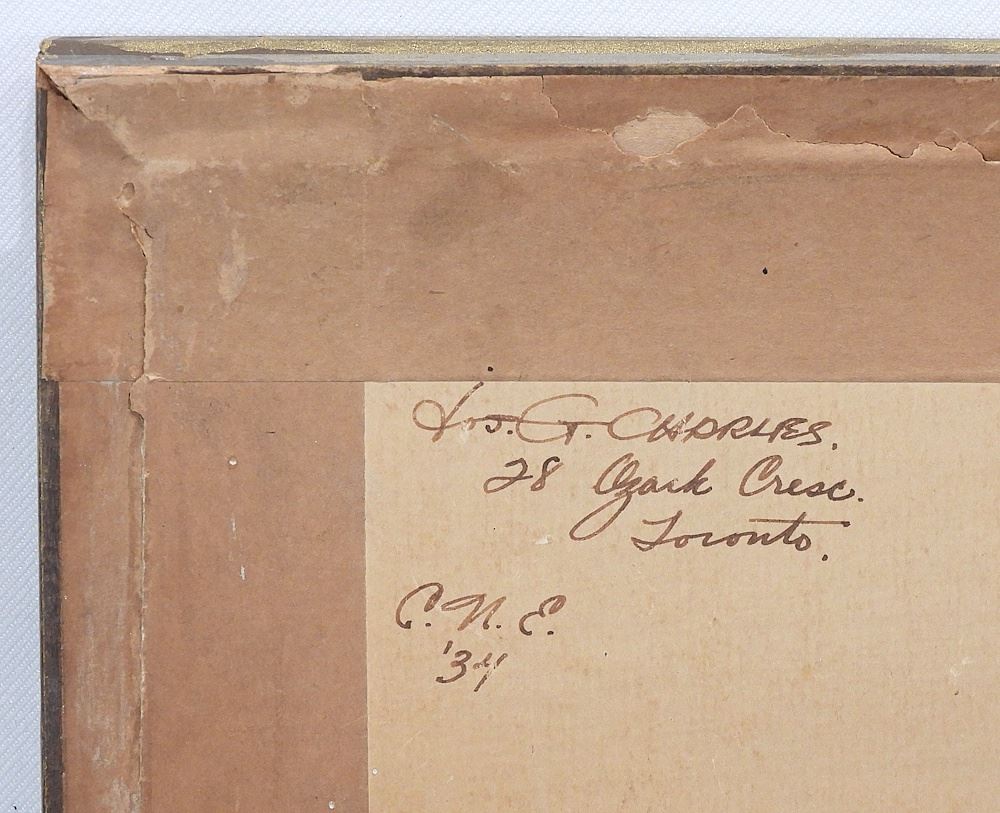 Jos. G. CHARLES.
28 Ozark Cresc.
Toronto.
C. N. E.
'34